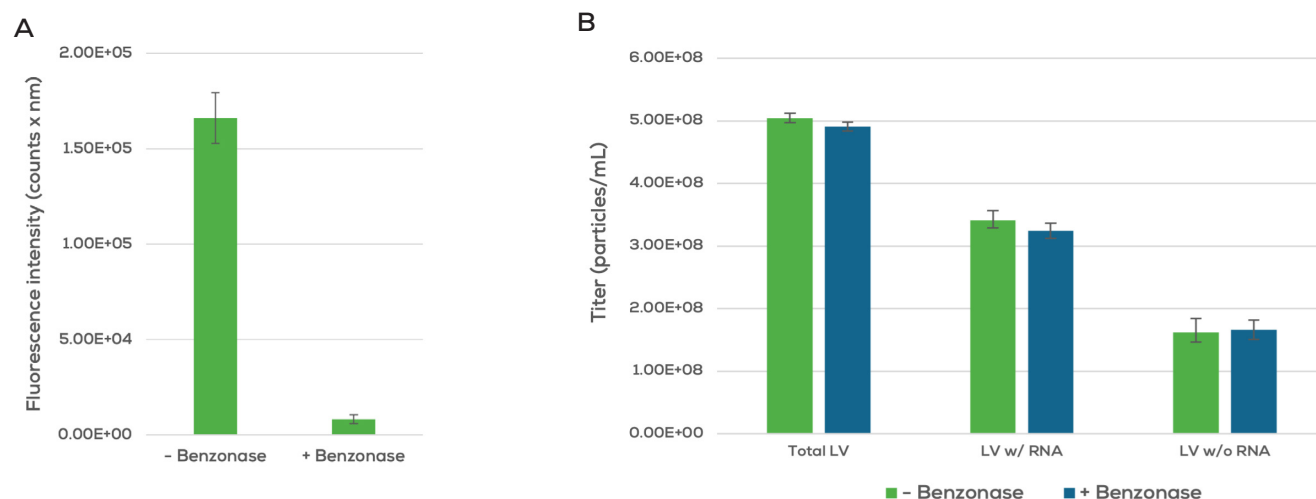 A
Fluorescence intensity (counts x nm)
2.00E+05
1.50E+05
1.00E+05
5.00E+04
0.00E+00
– Benzonase
+ Benzonase
B
Titer (particles/mL)
6.00E+08
5.00E+08
4.00E+08
3.00E+08
2.00E+08
1.00E+08
0.00E+00
Total LV
LV w/ RNA
LV w/o RNA
– Benzonase
+ Benzonase